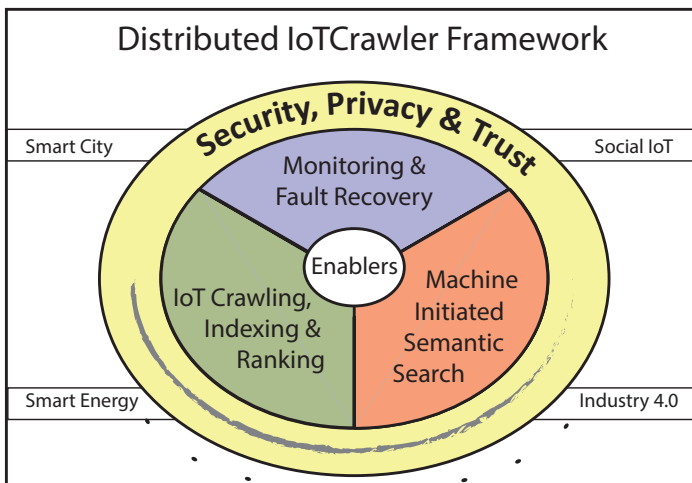 Distributed IoTCrawler Framework
Security, Privacy & Trust
Smart City
Social IoT
Monitoring &
Fault Recovery
Enablers
IoT Crawling,
Indexing &
Ranking
Machine
Initiated
Semantic
Search
Smart Energy
Industry 4.0